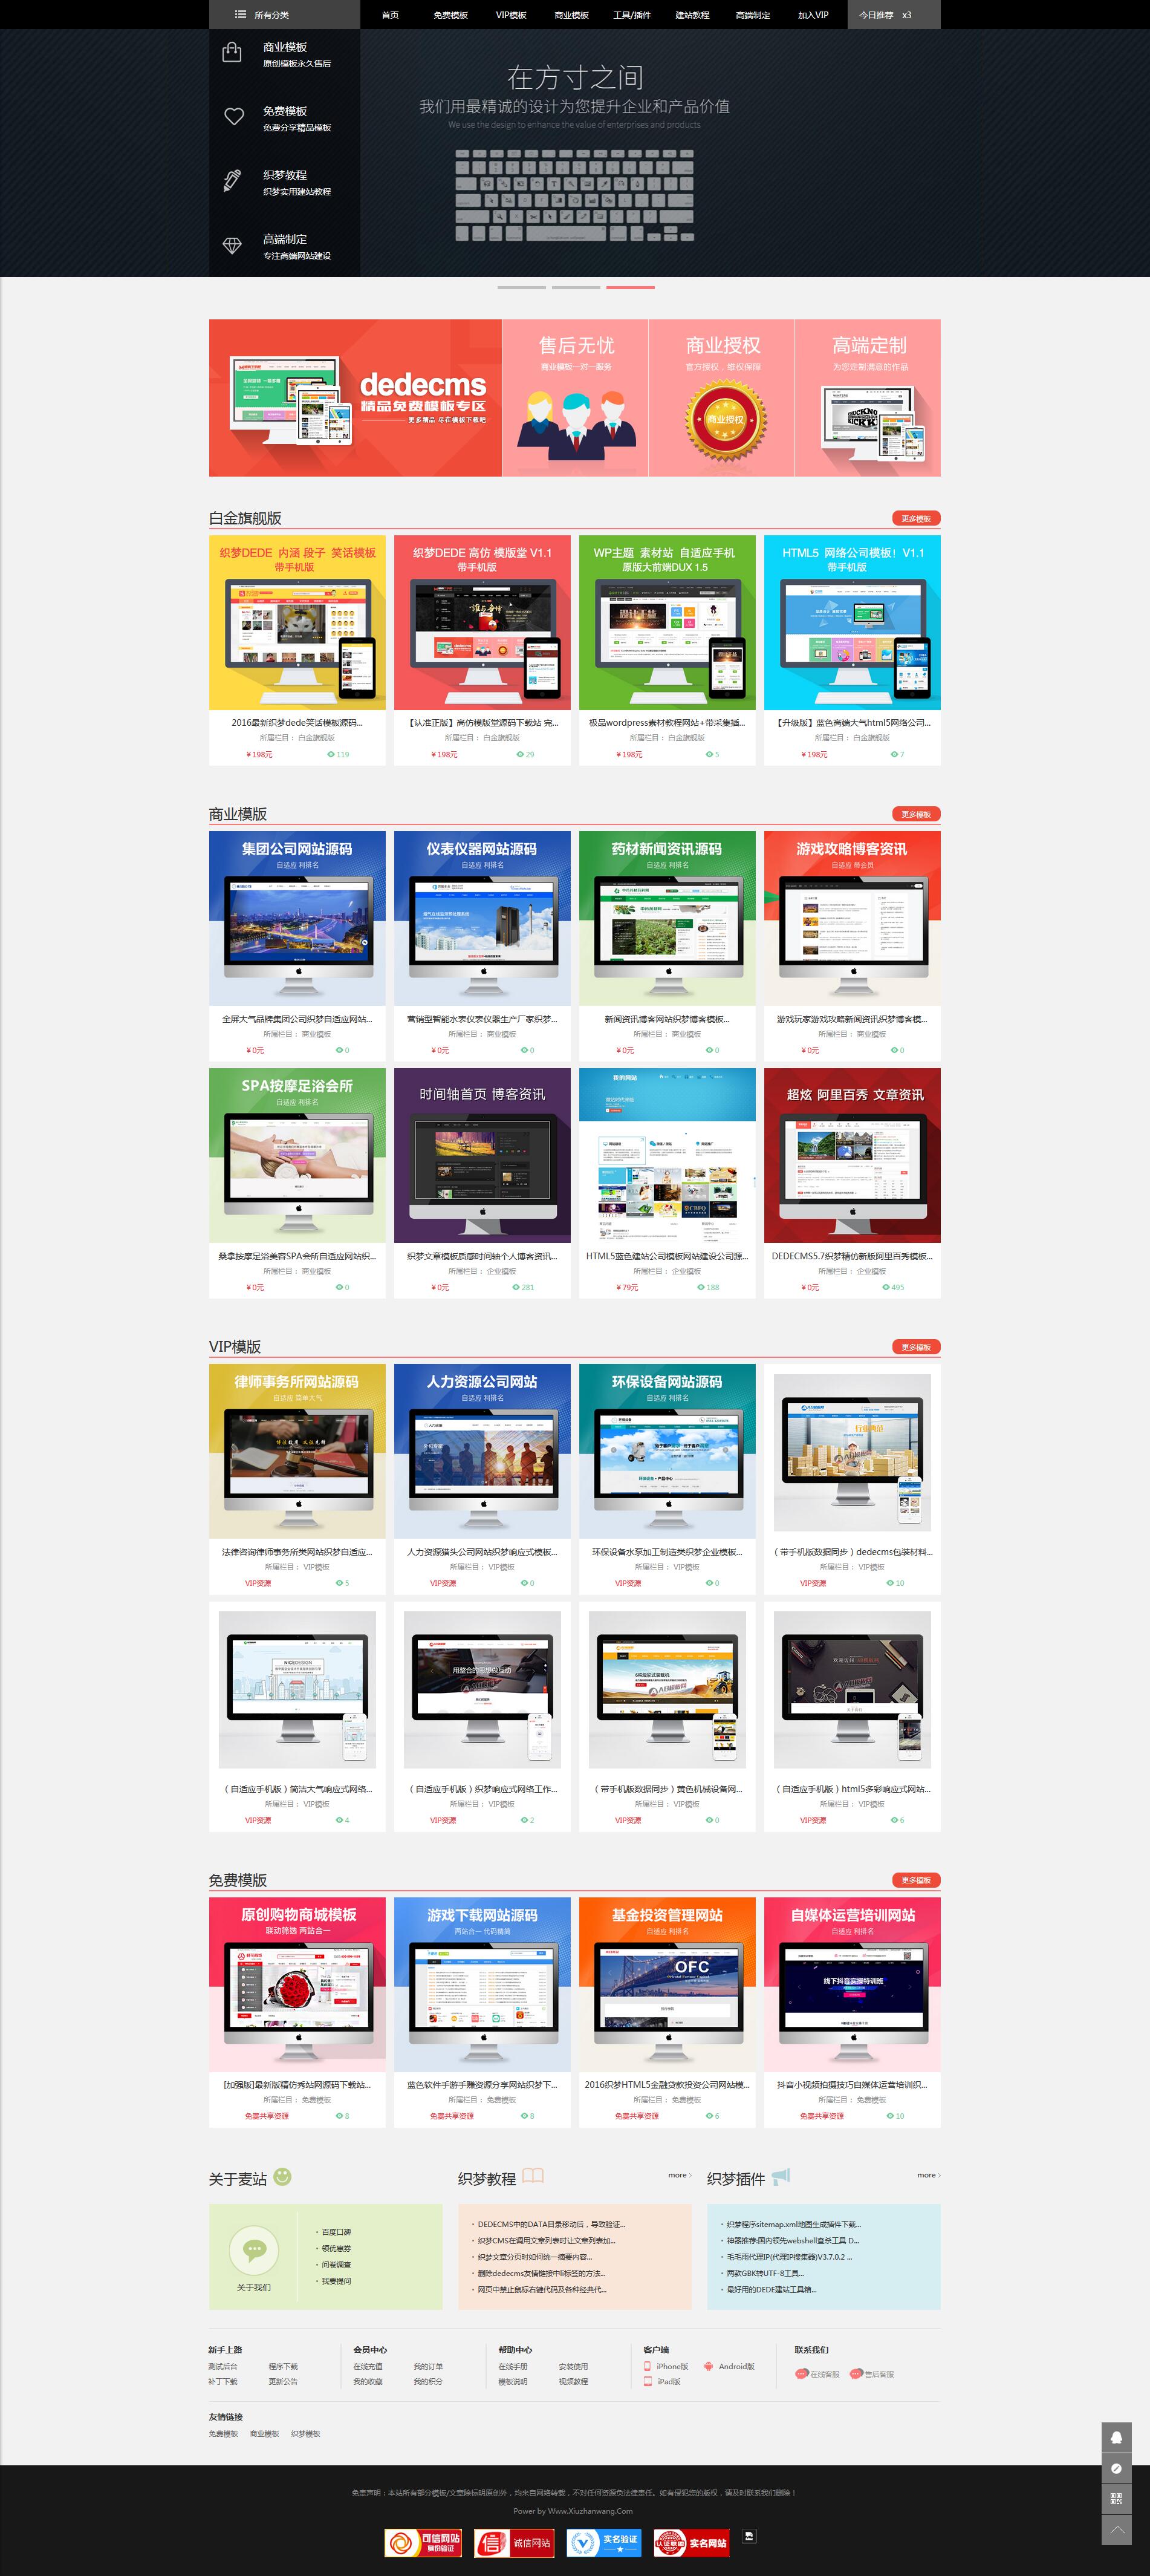 所有分类
首页
免费模板
VIP模板
商业模板
工具/插件
建站教程
高端制定
加入VIP
今日推荐 x3
商业模板
原创模板永久售后
免费模板
免费分享精品模板
织梦教程
织梦实用建站教程
高端制定
专注高端网站建设
在方寸之间
我们用最精诚的设计为您提升企业和产品价值
We use the design to enhance the value of enterprises and products
dedecms
精品免费模板专区
更多精品 尽在模板下载吧
售后无忧
商业模板一对一服务
商业授权
官方授权，维权保障
商业授权
高端定制
为您定制满意的作品
白金旗舰版
更多模板
织梦DEDE 内涵 段子 笑话模板
带手机版
织梦DEDE 高仿 模版堂 V1.1
带手机版
WP主题 素材站 自适应手机
原版大前端DUX 1.5
HTML5 网络公司模板！V1.1
带手机版
2016最新织梦dede笑话模板源码...
所属栏目： 白金旗舰版
￥198元 119
【认准正版】高仿模版堂源码下载站 完...
所属栏目： 白金旗舰版
￥198元 29
极品wordpress素材教程网站+带采集插...
所属栏目： 白金旗舰版
￥198元 5
【升级版】蓝色高端大气html5网络公司...
所属栏目： 白金旗舰版
￥198元 7
商业模版
更多模板
集团公司网站源码
自适应 利排名
仪表仪器网站源码
自适应 利排名
药材新闻资讯源码
自适应 利排名
游戏攻略博客资讯
自适应 带会员
全屏大气品牌集团公司织梦自适应网站...
所属栏目： 商业模板
￥0元 0
营销型智能水表仪表仪器生产厂家织梦...
所属栏目： 商业模板
￥0元 0
新闻资讯博客网站织梦博客模板...
所属栏目： 商业模板
￥0元 0
游戏玩家游戏攻略新闻资讯织梦博客模...
所属栏目： 商业模板
￥0元 0
SPA按摩足浴会所
自适应 利排名
时间轴首页 博客资讯
我的网站
超炫 阿里百秀 文章资讯
桑拿按摩足浴美容SPA会所自适应网站织...
所属栏目： 商业模板
￥0元 0
织梦文章模板质感时间轴个人博客资讯...
所属栏目： 企业模板
￥0元 281
HTML5蓝色建站公司模板网站建设公司源...
所属栏目： 企业模板
￥79元 188
DEDECMS5.7织梦精仿新版阿里百秀模板...
所属栏目： 企业模板
￥0元 495
VIP模版
更多模板
律师事务所网站源码
自适应 简单大气
人力资源公司网站
自适应 利排名
环保设备网站源码
自适应 利排名
行业典范
法律咨询律师事务所类网站织梦自适应...
所属栏目： VIP模板
VIP资源 5
人力资源猎头公司网站织梦响应式模板...
所属栏目： VIP模板
VIP资源 0
环保设备水泵加工制造类织梦企业模板...
所属栏目： VIP模板
VIP资源 0
（带手机版数据同步）dedecms包装材料...
所属栏目： VIP模板
VIP资源 10
NICEDESIGN
（自适应手机版）简洁大气响应式网络...
所属栏目： VIP模板
VIP资源 4
（自适应手机版）织梦响应式网络工作...
所属栏目： VIP模板
VIP资源 2
（带手机版数据同步）黄色机械设备网...
所属栏目： VIP模板
VIP资源 0
（自适应手机版）html5多彩响应式网站...
所属栏目： VIP模板
VIP资源 6
免费模版
更多模板
原创购物商城模板
联动筛选 两站合一
游戏下载网站源码
两站合一 代码精简
基金投资管理网站
自适应 利排名
OFC
自媒体运营培训网站
自适应 利排名
线下抖音实操特训班
[加强版]最新版精仿秀站网源码下载站...
所属栏目： 免费模板
免费共享资源 8
蓝色软件手游手赚资源分享网站织梦下...
所属栏目： 免费模板
免费共享资源 8
2016织梦HTML5金融贷款投资公司网站模...
所属栏目： 免费模板
免费共享资源 6
抖音小视频拍摄技巧自媒体运营培训织...
所属栏目： 免费模板
免费共享资源 10
关于麦站
关于我们
百度口碑
领优惠券
问卷调查
我要提问
织梦教程
more
DEDECMS中的DATA目录移动后，导致验证...
织梦CMS在调用文章列表时让文章列表加...
织梦文章分页时如何统一摘要内容...
删除dedecms友情链接中li标签的方法...
网页中禁止鼠标右键代码及各种经典代...
织梦插件
more
织梦程序sitemap.xml地图生成插件下载...
神器推荐:国内领先webshell查杀工具 D...
毛毛雨代理IP(代理IP搜集器)V3.7.0.2 ...
两款GBK转UTF-8工具...
最好用的DEDE建站工具箱...
新手上路
测试后台 程序下载
补丁下载 更新公告
会员中心
在线充值 我的订单
我的收藏 我的积分
帮助中心
在线手册 安装使用
模板说明 视频教程
客户端
iPhone版 Android版
iPad版
联系我们
在线客服 售后客服
友情链接
免费模板 商业模板 织梦模板
免责声明：本站所有部分模板/文章除标明原创外，均来自网络转载，不对任何资源负法律责任。如有侵犯您的版权，请及时联系我们删除！
Power by Www.Xiuzhanwang.Com
可信网站
身份验证
诚信网站
实名验证
实名网站